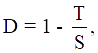 D = 1 - T/S,